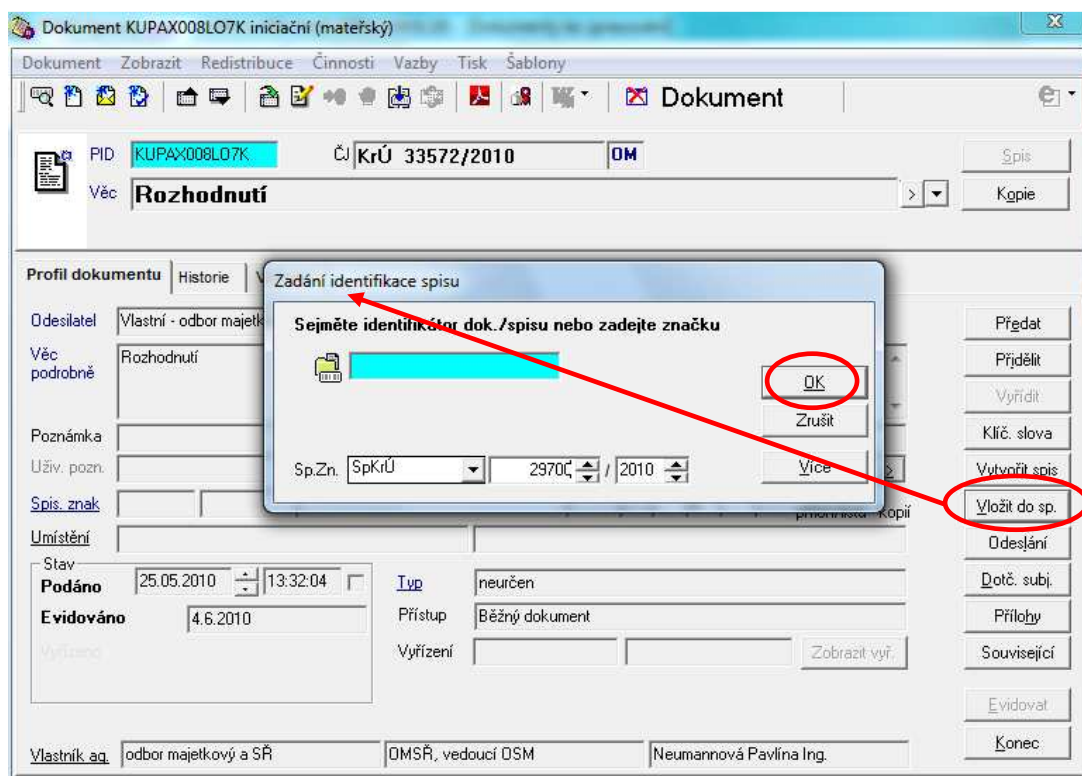 Dokument KUPAX008LO7K iniciační (mateřský)
Dokument Zobrazit Redistribuce Činnosti Vazby Tisk Šablony
Dokument
PID KUPAX008LO7K ČJ KrÚ 33572/2010 OM Spis
Věc Rozhodnutí > Kopie
Profil dokumentu Historie
Zadání identifikace spisu
Odesilatel Vlastní - odbor majetk
Sejměte identifikátor dok./spisu nebo zadejte značku
Předat
Věc podrobně Rozhodnutí
Přidělit
OK
Vyřídit
Zrušit
Poznámka
Klíč. slova
Uživ. pozn.
Sp.Zn. SpKrÚ 29700 / 2010 Více
Vytvořit spis
Spis. znak
kopií
Vložit do sp.
Umístění
Odeslání
Stav
Podáno 25.05.2010 13:32:04
Typ neurčen
Dotč. subj.
Evidováno 4.6.2010
Přístup Běžný dokument
Přílohy
Vyřízeno
Vyřízení Zobrazit vyř.
Související
Evidovat
Vlastník ag. odbor majetkový a SŘ OMSŘ, vedoucí OSM Neumannová Pavlína Ing.
Konec